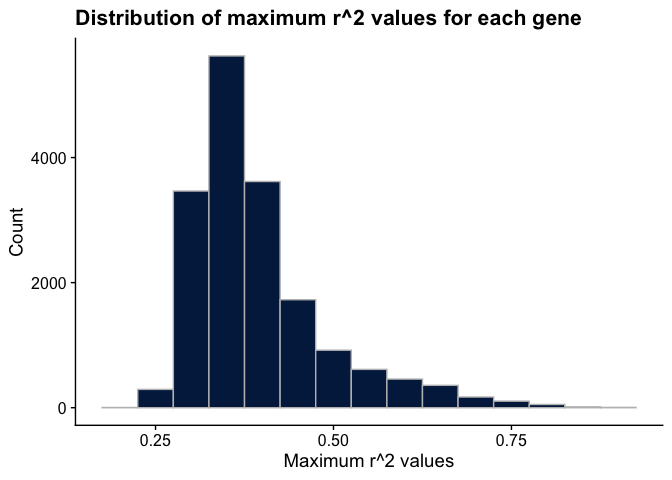 Distribution of maximum r^2 values for each gene
4000
2000
0
Count
0.25
0.50
0.75
Maximum r^2 values